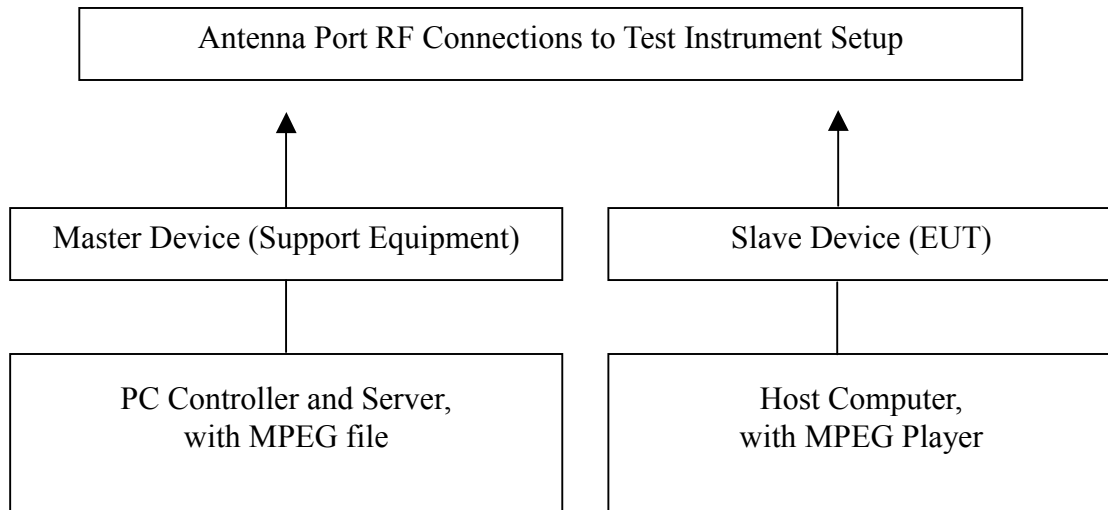 Antenna Port RF Connections to Test Instrument Setup
Master Device (Support Equipment)
Slave Device (EUT)
PC Controller and Server,
with MPEG file
Host Computer,
with MPEG Player